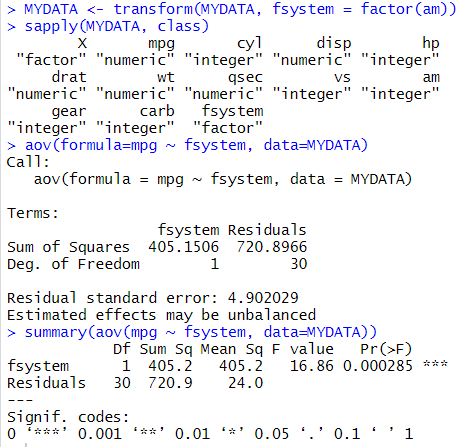 > MYDATA <- transform(MYDATA, fsystem = factor(am))
> sapply(MYDATA, class)
X mpg cyl disp hp
"factor" "numeric" "integer" "numeric" "integer"
drat wt qsec vs am
"numeric" "numeric" "numeric" "integer" "integer"
gear carb fsystem
"integer" "integer" "factor"
> aov(formula=mpg ~ fsystem, data=MYDATA)
Call:
aov(formula = mpg ~ fsystem, data = MYDATA)
Terms:
fsystem Residuals
Sum of Squares 405.1506 720.8966
Deg. of Freedom 1 30
Residual standard error: 4.902029
Estimated effects may be unbalanced
> summary(aov(mpg ~ fsystem, data=MYDATA))
Df Sum Sq Mean Sq F value Pr(>F)
fsystem 1 405.2 405.2 16.86 0.000285 ***
Residuals 30 720.9 24.0
---
Signif. codes:
0 ‘***’ 0.001 ‘**’ 0.01 ‘*’ 0.05 ‘.’ 0.1 ‘ ’ 1